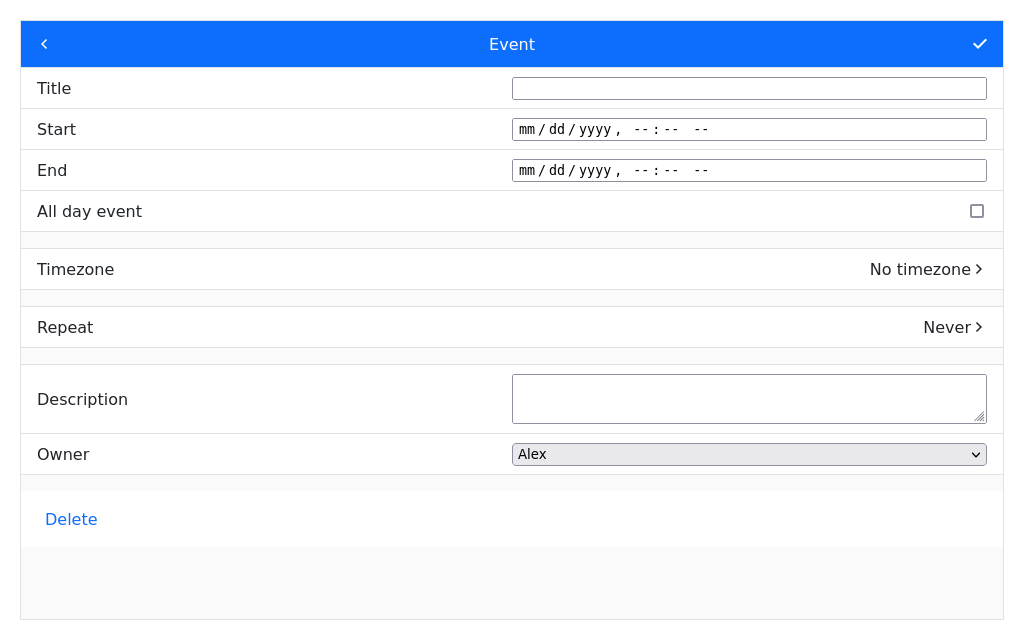 Event
Title
Start mm/dd/yyyy, --:-- --
End mm/dd/yyyy, --:-- --
All day event
Timezone No timezone
Repeat Never
Description
Owner Alex
Delete